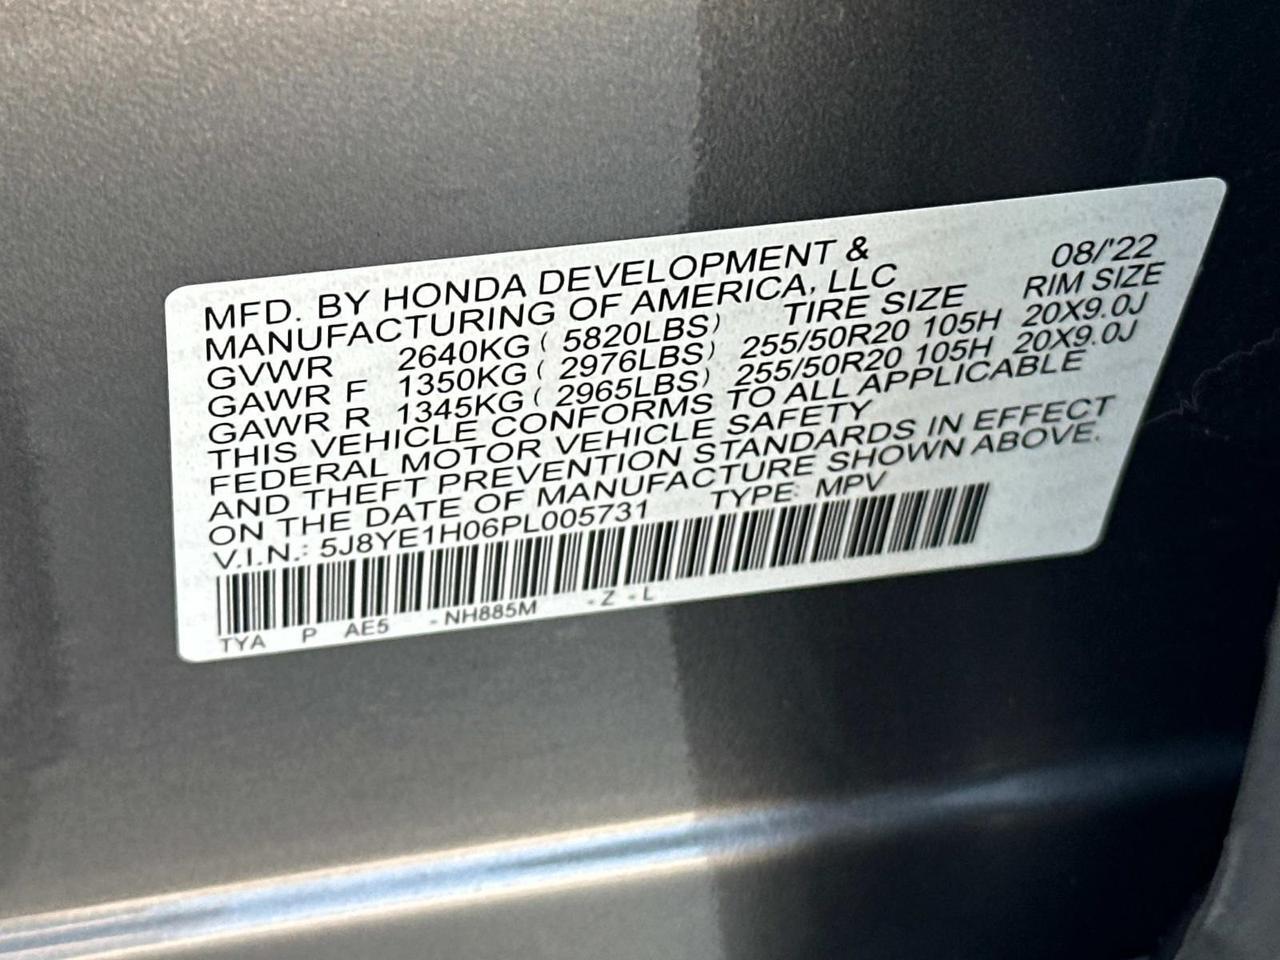 MFD. BY HONDA DEVELOPMENT & 08/'22
MANUFACTURING OF AMERICA, LLC
TIRE SIZE RIM SIZE
GVWR 2640KG ( 5820LBS)
GAWR F 1350KG ( 2976LBS) 255/50R20 105H 20X9.0J
GAWR R 1345KG ( 2965LBS) 255/50R20 105H 20X9.0J
THIS VEHICLE CONFORMS TO ALL APPLICABLE
FEDERAL MOTOR VEHICLE SAFETY
AND THEFT PREVENTION STANDARDS IN EFFECT
ON THE DATE OF MANUFACTURE SHOWN ABOVE.
V.I.N.: 5J8YE1H06PL005731 TYPE: MPV
TYA P AE5 -NH885M -Z -L